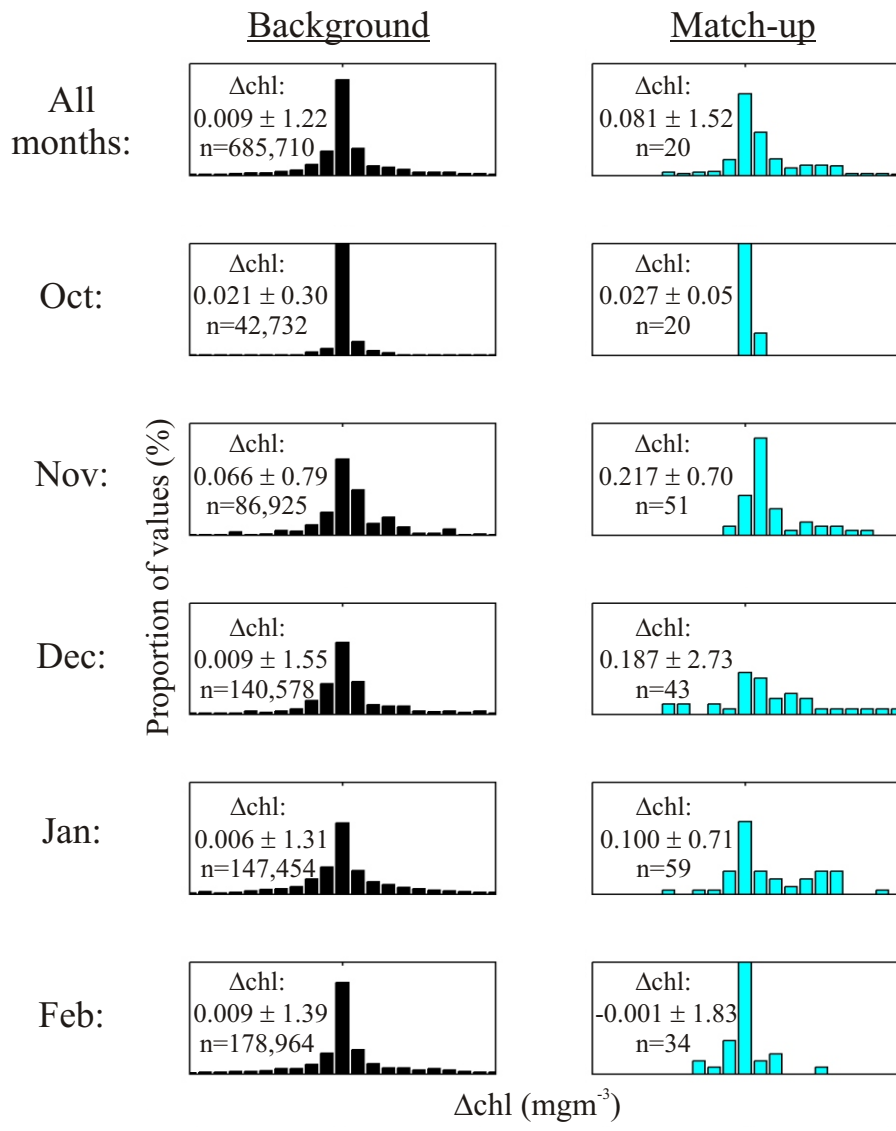 Background Match-up
All months:
Δchl:
0.009 ± 1.22
n=685,710
Δchl:
0.081 ± 1.52
n=20
Oct:
Δchl:
0.021 ± 0.30
n=42,732
Δchl:
0.027 ± 0.05
n=20
Nov:
Δchl:
0.066 ± 0.79
n=86,925
Δchl:
0.217 ± 0.70
n=51
Dec:
Δchl:
0.009 ± 1.55
n=140,578
Δchl:
0.187 ± 2.73
n=43
Jan:
Δchl:
0.006 ± 1.31
n=147,454
Δchl:
0.100 ± 0.71
n=59
Feb:
Δchl:
0.009 ± 1.39
n=178,964
Δchl:
-0.001 ± 1.83
n=34
Proportion of values (%)
Δchl (mgm⁻³)